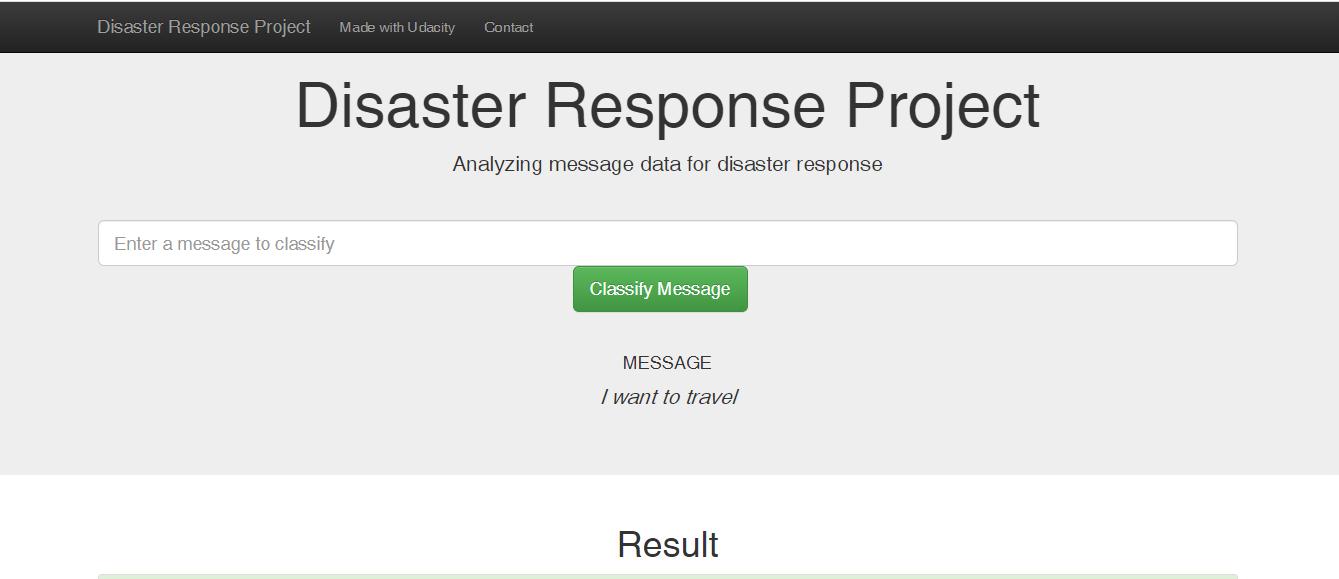 Disaster Response Project Made with Udacity Contact
Disaster Response Project
Analyzing message data for disaster response
Enter a message to classify
Classify Message
MESSAGE
I want to travel
Result